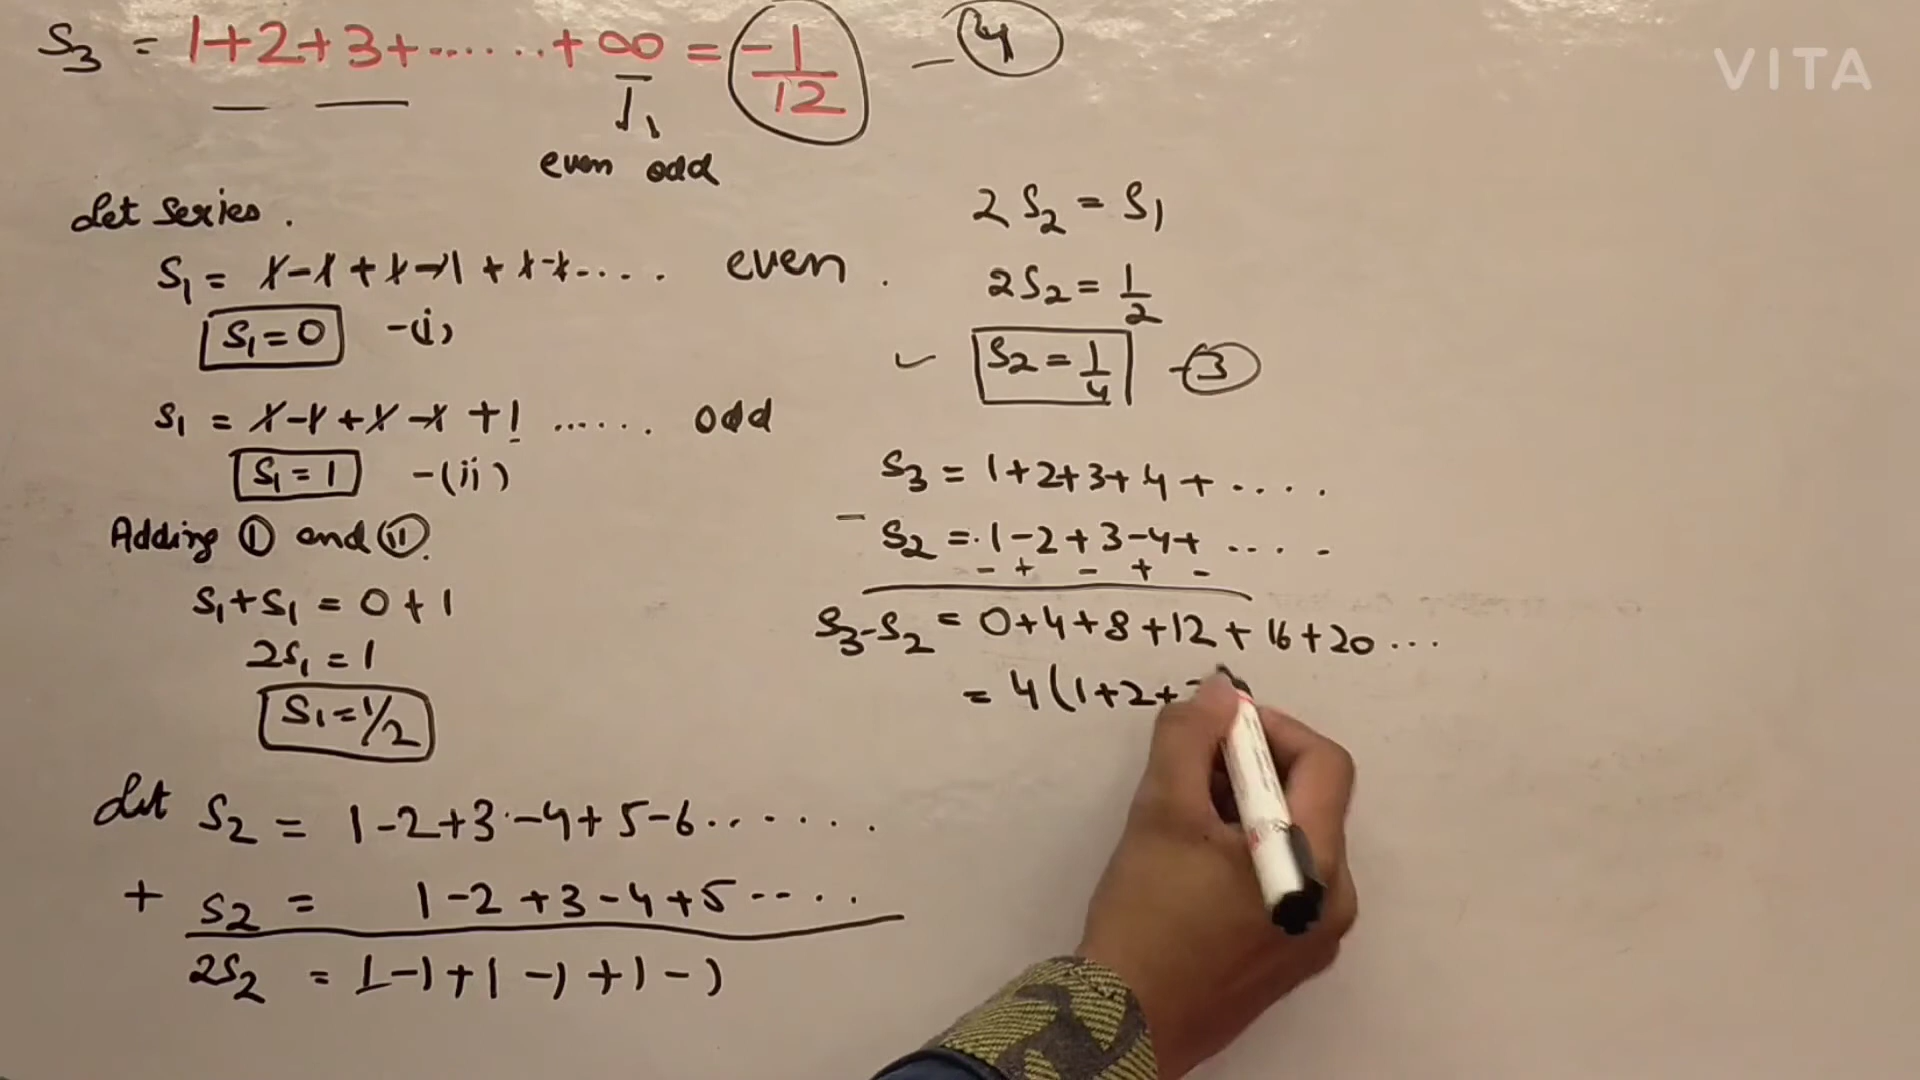 S3 = 1+2+3+......+ ∞ = -1/12 - 4
T1
even odd
VITA
Let series.
S1 = 1-1+1-1+1-1.... even.
S1=0 -(i)
S1 = 1-1+1-1+1 ...... odd
S1=1 -(ii)
Adding (i) and (ii).
S1+S1 = 0+1
2S1 = 1
S1=1/2
Let S2 = 1-2+3-4+5-6......
+ S2 = 1-2+3-4+5....
2S2 = 1-1+1-1+1-1
2S2 = S1
2S2 = 1/2
✓ S2 = 1/4 -3
S3 = 1+2+3+4+....
- S2 = 1-2+3-4+....
- + - + -
S3-S2 = 0+4+8+12+16+20...
= 4(1+2+